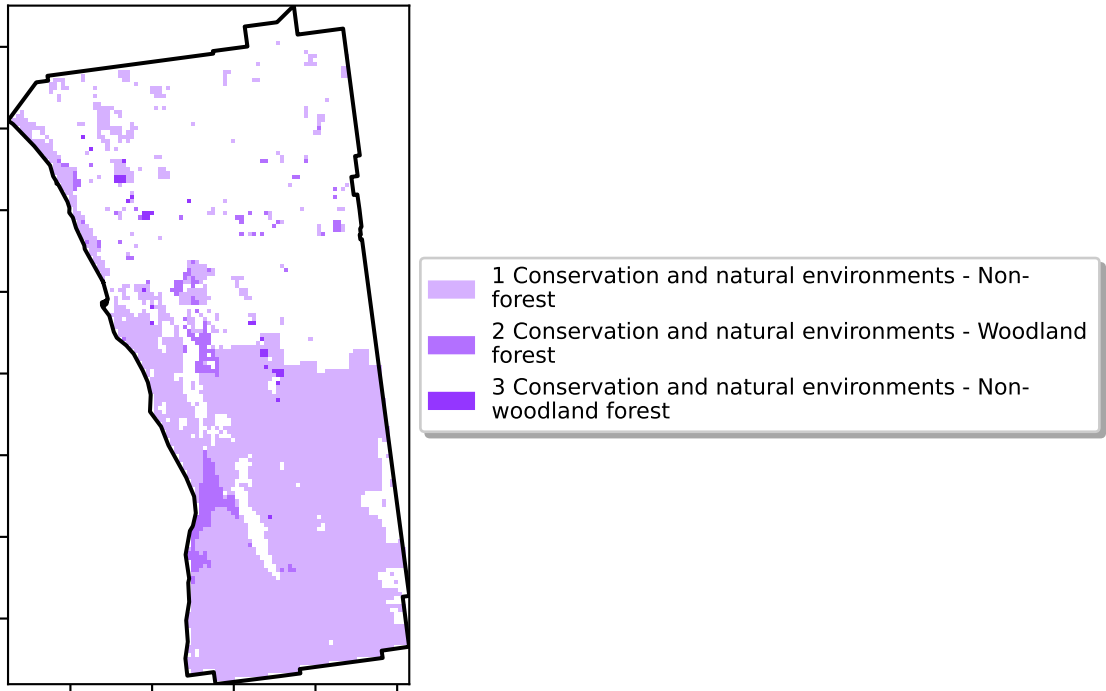 1 Conservation and natural environments - Non-
forest
2 Conservation and natural environments - Woodland
forest
3 Conservation and natural environments - Non-
woodland forest